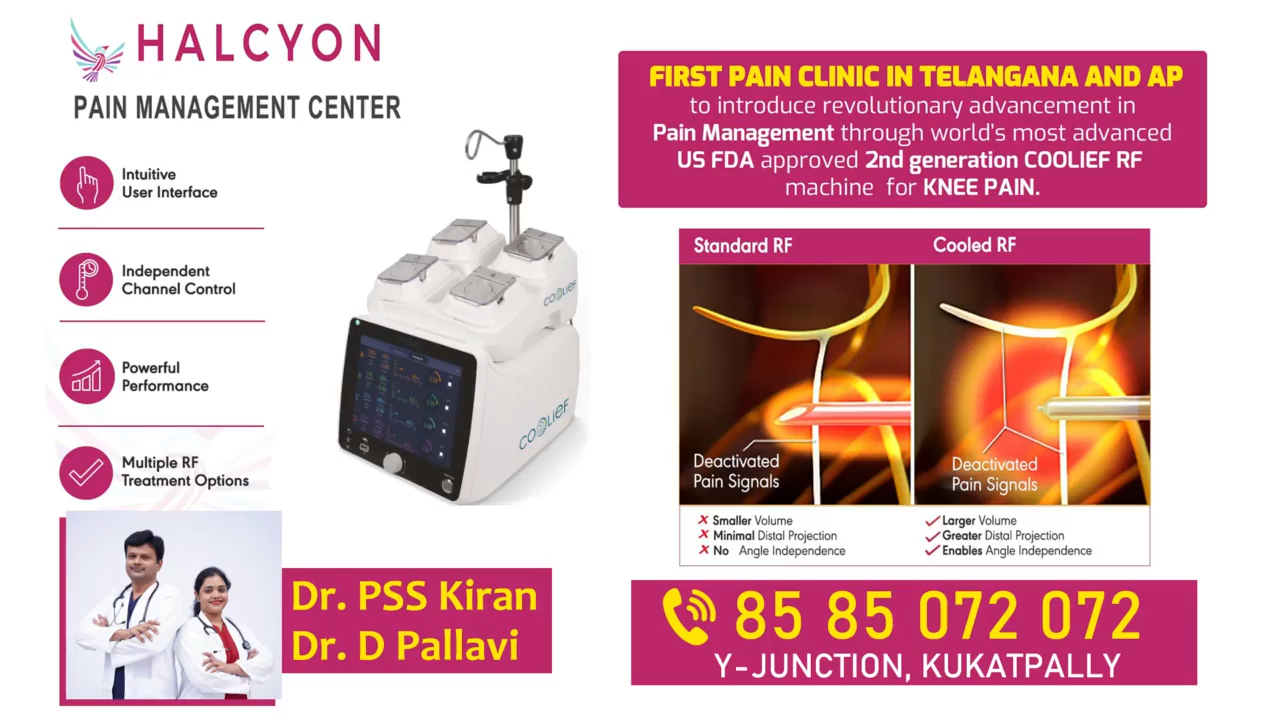 HALCYON
PAIN MANAGEMENT CENTER
Intuitive
User Interface
Independent
Channel Control
Powerful
Performance
Multiple RF
Treatment Options
COOLIEF
COOLIEF
Dr. PSS Kiran
Dr. D Pallavi
FIRST PAIN CLINIC IN TELANGANA AND AP
to introduce revolutionary advancement in
Pain Management through world's most advanced
US FDA approved 2nd generation COOLIEF RF
machine for KNEE PAIN.
Standard RF
Cooled RF
Deactivated
Pain Signals
Deactivated
Pain Signals
✗ Smaller Volume
✗ Minimal Distal Projection
✗ No Angle Independence
✓ Larger Volume
✓ Greater Distal Projection
✓ Enables Angle Independence
85 85 072 072
Y-JUNCTION, KUKATPALLY